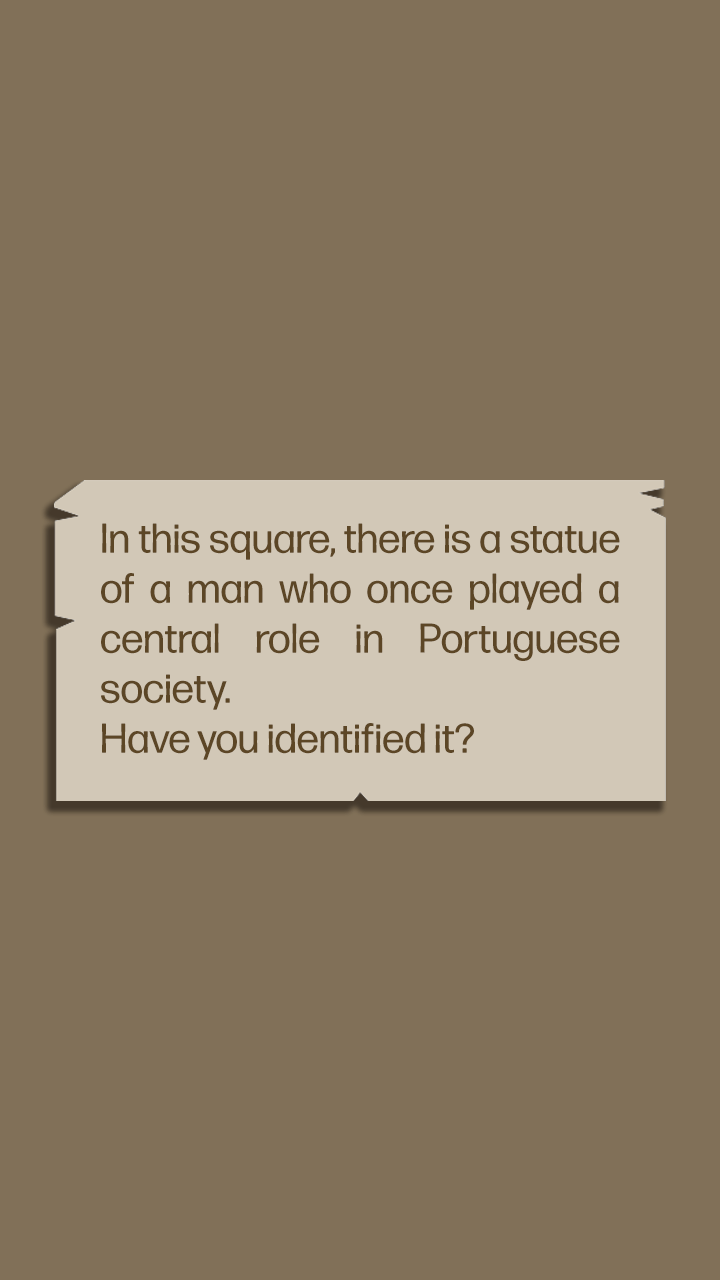 In this square, there is a statue
of a man who once played a
central role in Portuguese
society.
Have you identified it?